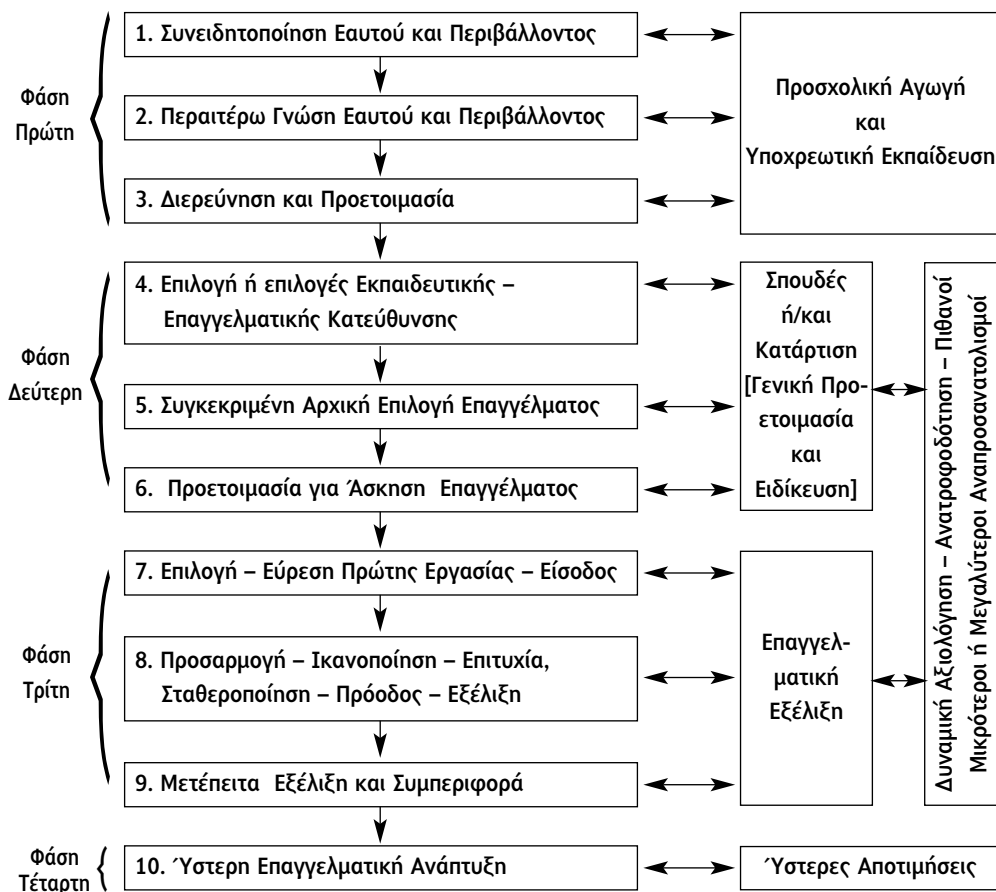 Φάση
Πρώτη
1. Συνειδητοποίηση Εαυτού και Περιβάλλοντος
2. Περαιτέρω Γνώση Εαυτού και Περιβάλλοντος
3. Διερεύνηση και Προετοιμασία
Προσχολική Αγωγή
και
Υποχρεωτική Εκπαίδευση
Φάση
Δεύτερη
4. Επιλογή ή επιλογές Εκπαιδευτικής –
Επαγγελματικής Κατεύθυνσης
5. Συγκεκριμένη Αρχική Επιλογή Επαγγέλματος
6. Προετοιμασία για Άσκηση Επαγγέλματος
Σπουδές
ή/και
Κατάρτιση
[Γενική Προ-
ετοιμασία
και
Ειδίκευση]
Φάση
Τρίτη
7. Επιλογή – Εύρεση Πρώτης Εργασίας – Είσοδος
8. Προσαρμογή – Ικανοποίηση – Επιτυχία,
Σταθεροποίηση – Πρόοδος – Εξέλιξη
9. Μετέπειτα Εξέλιξη και Συμπεριφορά
Επαγγελ-
ματική
Εξέλιξη
Δυναμική Αξιολόγηση – Ανατροφοδότηση – Πιθανοί
Μικρότεροι ή Μεγαλύτεροι Αναπροσανατολισμοί
Φάση
Τέταρτη
10. Ύστερη Επαγγελματική Ανάπτυξη
Ύστερες Αποτιμήσεις